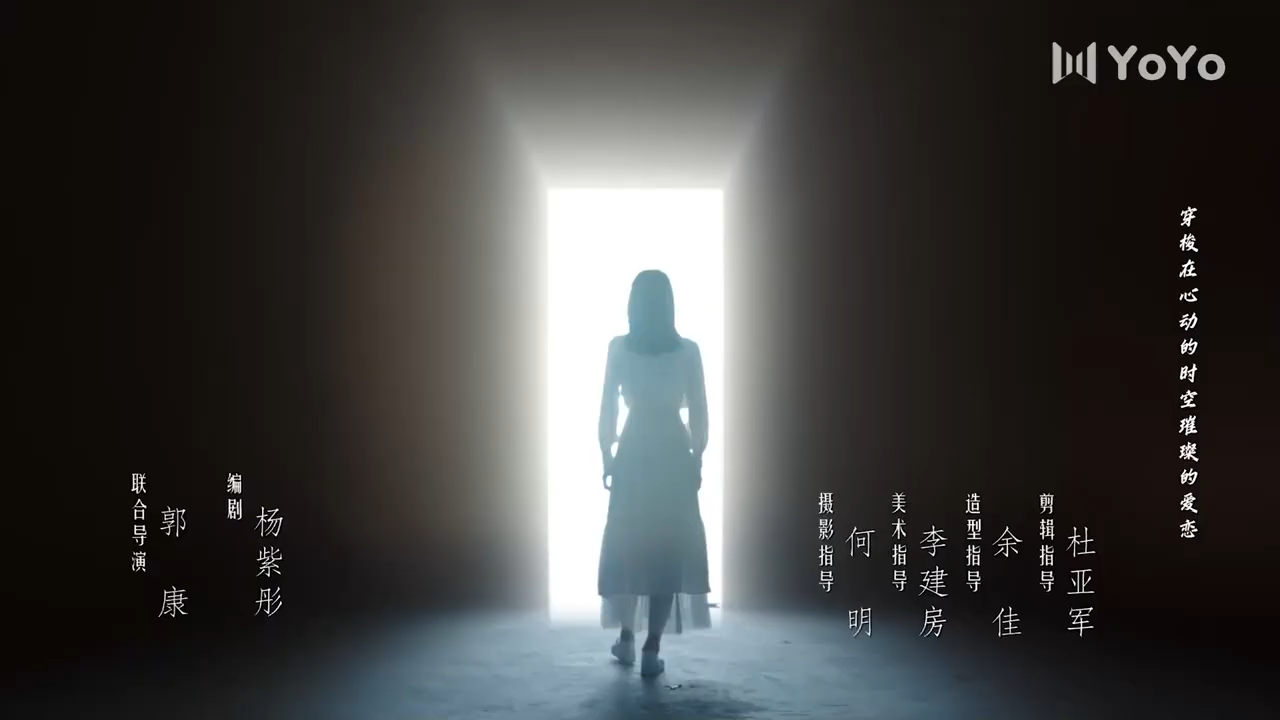 YoYo
穿梭在心动的时空璀璨的爱恋
联合导演
郭康
编剧
杨紫彤
摄影指导
何明
美术指导
李建房
造型指导
余佳
剪辑指导
杜亚军